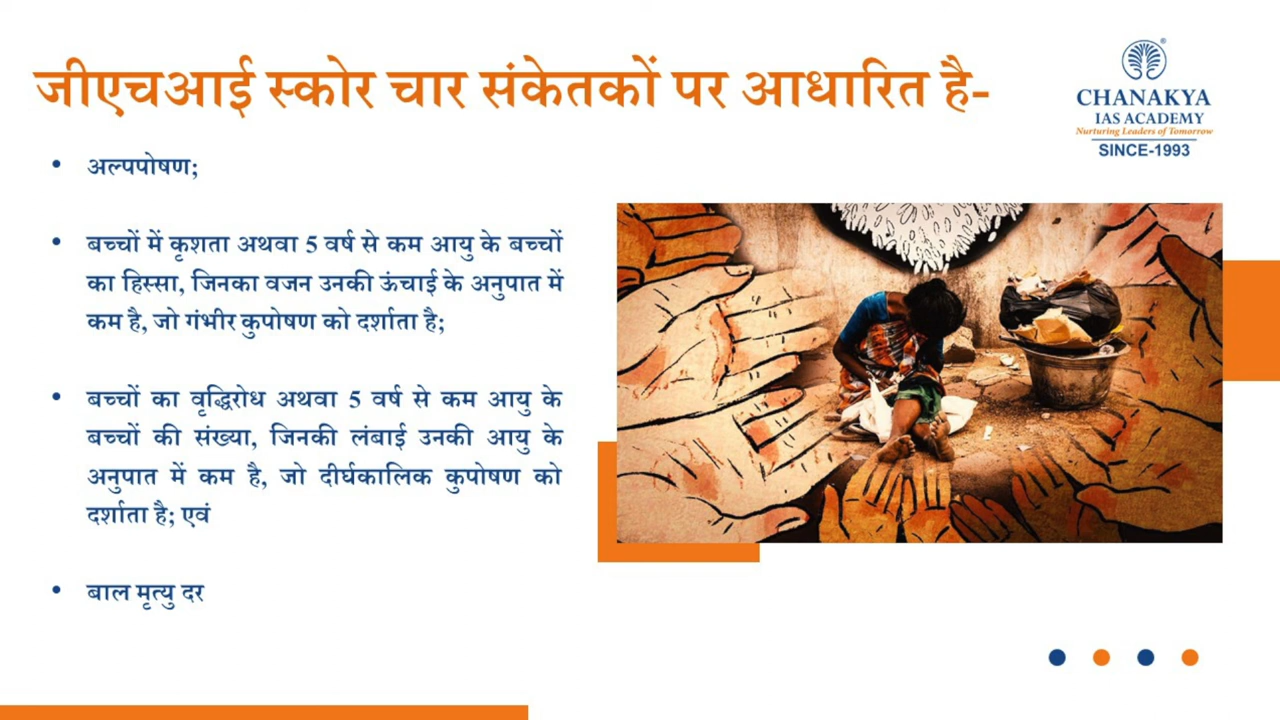 जीएचआई स्कोर चार संकेतकों पर आधारित है-
CHANAKYA
IAS ACADEMY
Nurturing Leaders of Tomorrow
SINCE-1993
• अल्पपोषण;
• बच्चों में कृशता अथवा 5 वर्ष से कम आयु के बच्चों
का हिस्सा, जिनका वजन उनकी ऊंचाई के अनुपात में
कम है, जो गंभीर कुपोषण को दर्शाता है;
• बच्चों का वृद्धिरोध अथवा 5 वर्ष से कम आयु के
बच्चों की संख्या, जिनकी लंबाई उनकी आयु के
अनुपात में कम है, जो दीर्घकालिक कुपोषण को
दर्शाता है; एवं
• बाल मृत्यु दर